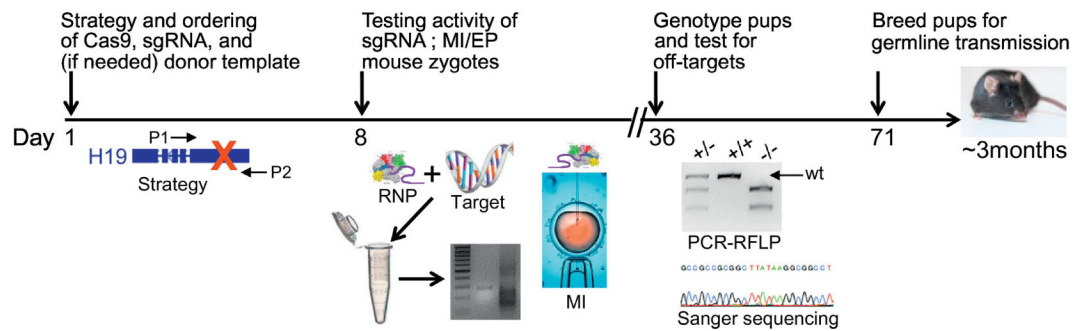 Strategy and ordering
of Cas9, sgRNA, and
(if needed) donor template
Testing activity of
sgRNA ; MI/EP
mouse zygotes
Genotype pups
and test for
off-targets
Breed pups for
germline transmission
Day 1 8 36 71
~3months
P1
H19
P2
Strategy
RNP + Target
MI
+/- +/+ -/-
wt
PCR-RFLP
GCCGCCGCGGCTTATAAGGCGGCCT
Sanger sequencing